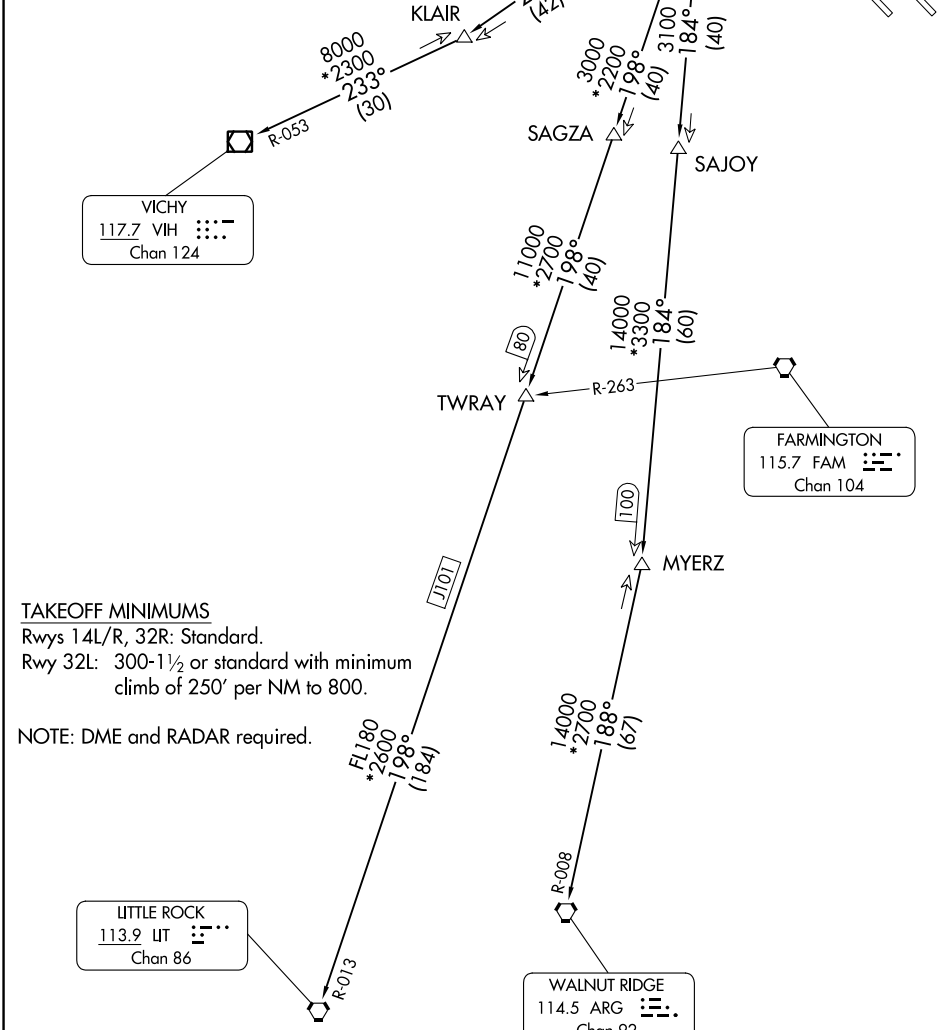 KLAIR
(42)
8000
*2300
233°
(30)
R-053
VICHY
117.7 VIH
Chan 124
3000
*2200
198°
(40)
3100
184°
(40)
SAGZA
SAJOY
11000
*2700
198°
(40)
14000
*3300
184°
(60)
80
TWRAY
R-263
FARMINGTON
115.7 FAM
Chan 104
100
MYERZ
J101
TAKEOFF MINIMUMS
Rwys 14L/R, 32R: Standard.
Rwy 32L: 300-1½ or standard with minimum
climb of 250' per NM to 800.
NOTE: DME and RADAR required.
FL180
*2600
198°
(184)
14000
*2700
188°
(67)
R-008
LITTLE ROCK
113.9 LIT
Chan 86
R-013
WALNUT RIDGE
114.5 ARG
Chan 92